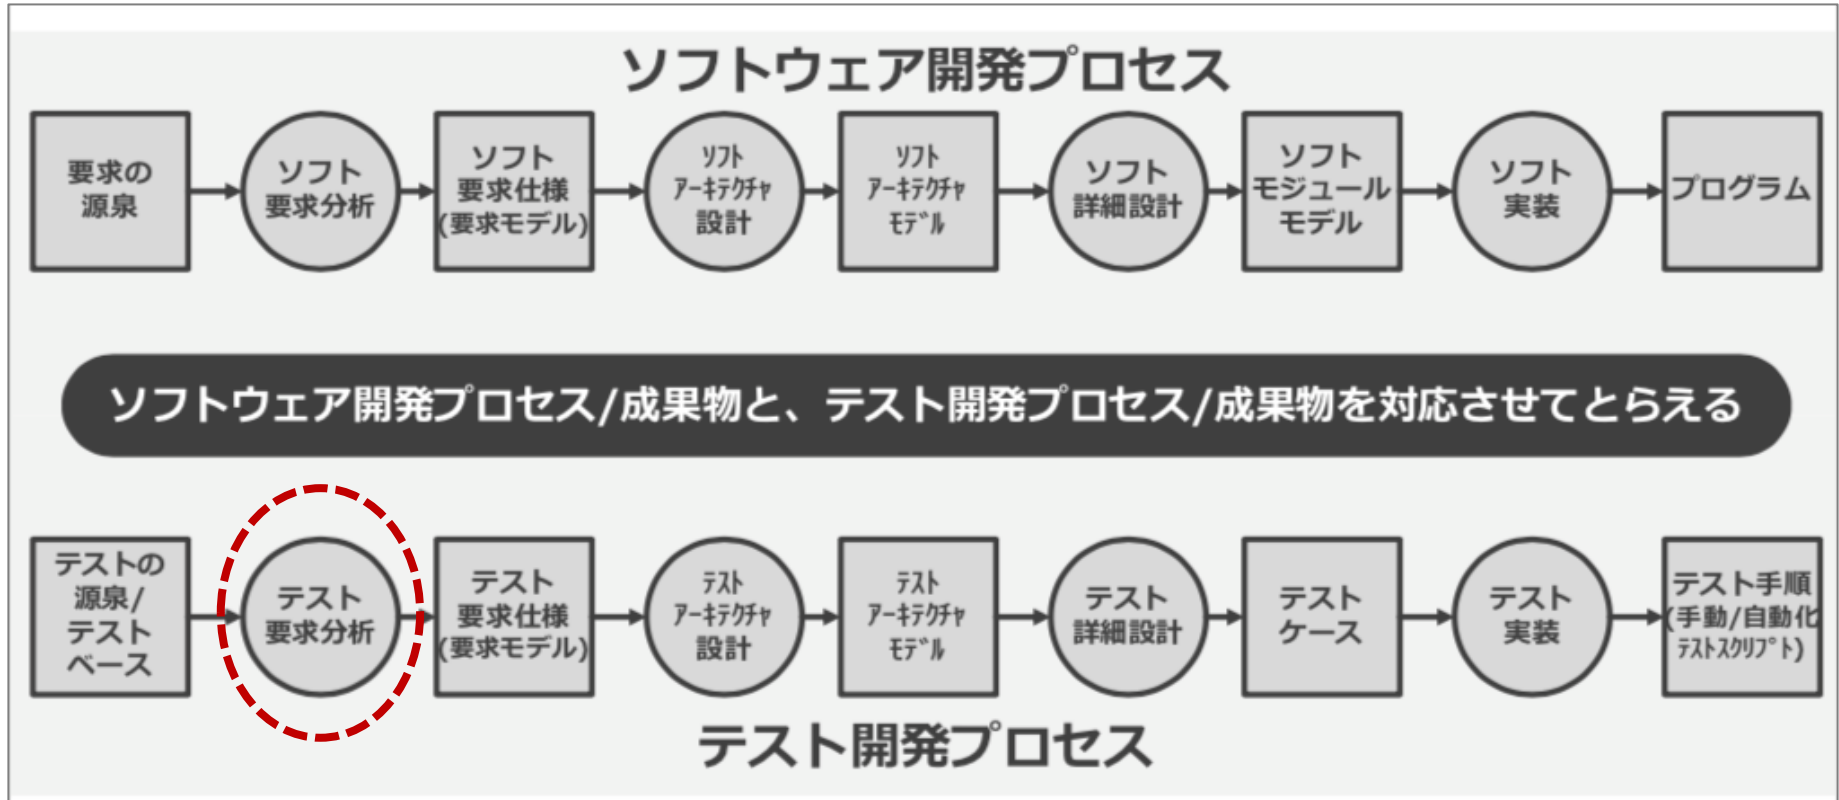 ソフトウェア開発プロセス
要求の
源泉
ソフト
要求分析
ソフト
要求仕様
(要求モデル)
ｿﾌﾄ
ｱｰｷﾃｸﾁｬ
設計
ｿﾌﾄ
ｱｰｷﾃｸﾁｬ
ﾓﾃﾞﾙ
ソフト
詳細設計
ソフト
モジュール
モデル
ソフト
実装
プログラム
ソフトウェア開発プロセス/成果物と、テスト開発プロセス/成果物を対応させてとらえる
テストの
源泉/
テスト
ベース
テスト
要求分析
テスト
要求仕様
(要求モデル)
ﾃｽﾄ
ｱｰｷﾃｸﾁｬ
設計
ﾃｽﾄ
ｱｰｷﾃｸﾁｬ
ﾓﾃﾞﾙ
テスト
詳細設計
テスト
ケース
テスト
実装
テスト手順
(手動/自動化
ﾃｽﾄｽｸﾘﾌﾟﾄ)
テスト開発プロセス